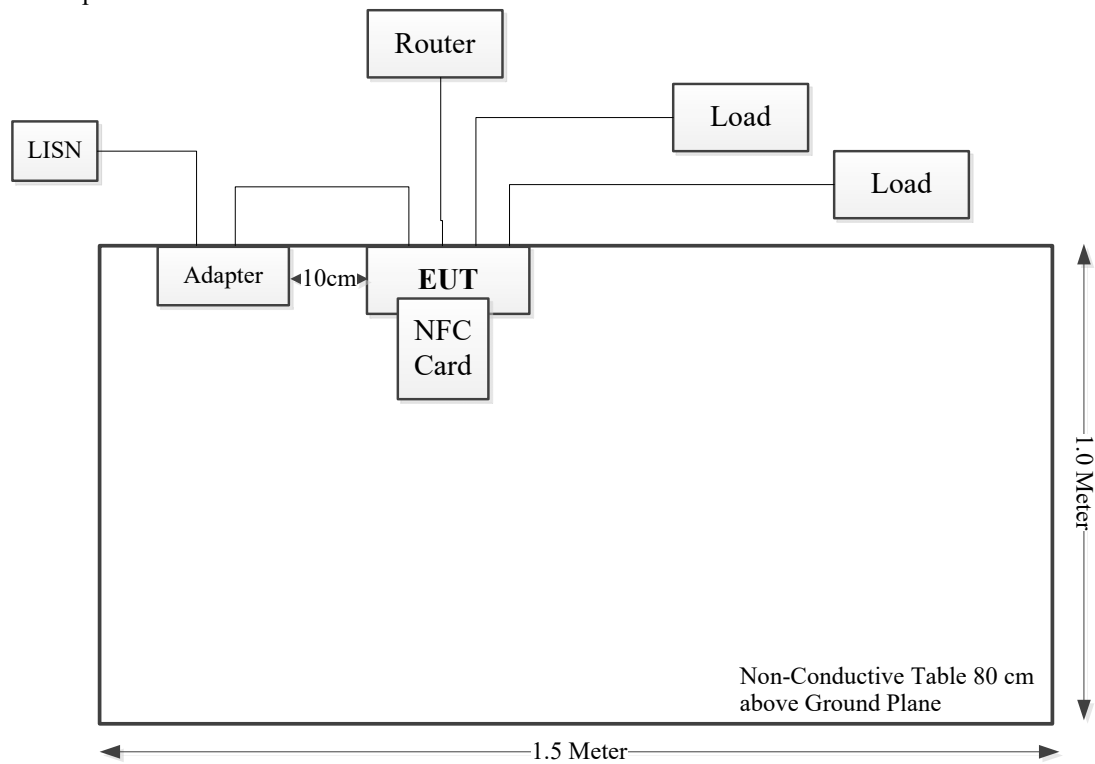 Router
Load
LISN
Load
Adapter
10cm
EUT
NFC
Card
1.0 Meter
Non-Conductive Table 80 cm
above Ground Plane
1.5 Meter